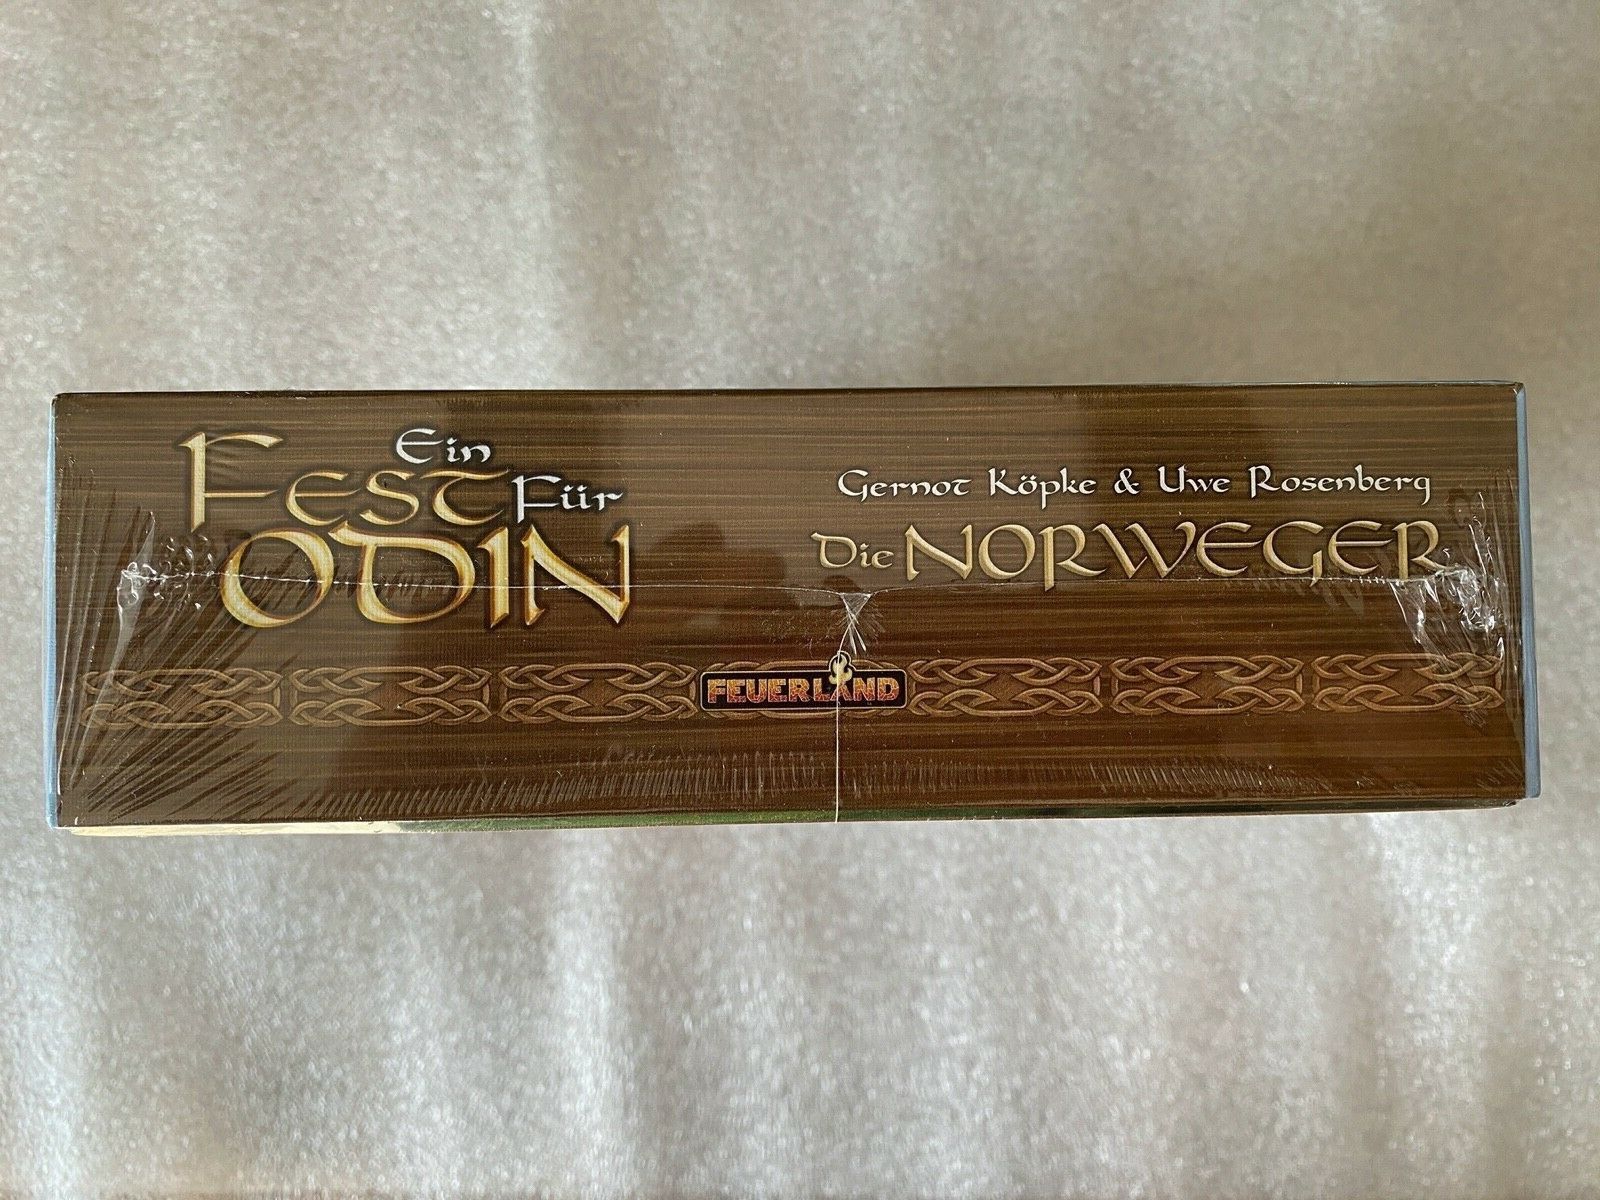 Ein
Fest Für
Odin
Gernot Köpke & Uwe Rosenberg
Die NORWEGER
FEUERLAND